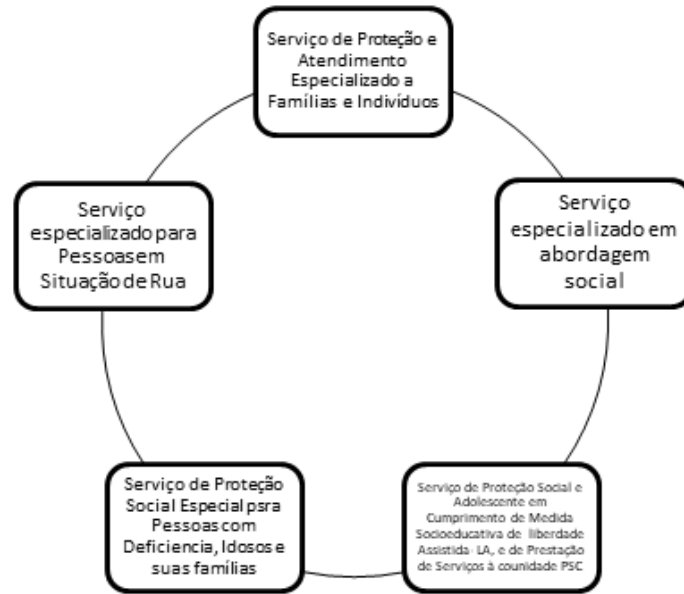 Serviço de Proteção e
Atendimento
Especializado a
Famílias e Indivíduos
Serviço
especializado em
abordagem
social
Serviço de Proteção Social e
Adolescente em
Cumprimento de Medida
Socioeducativa de liberdade
Assistida LA, e de Prestação
de Serviços à counidade PSC
Serviço de Proteção
Social Especial psra
Pessoas com
Deficiencia, Idosos e
suas famílias
Serviço
especializado para
Pessoasem
Situação de Rua